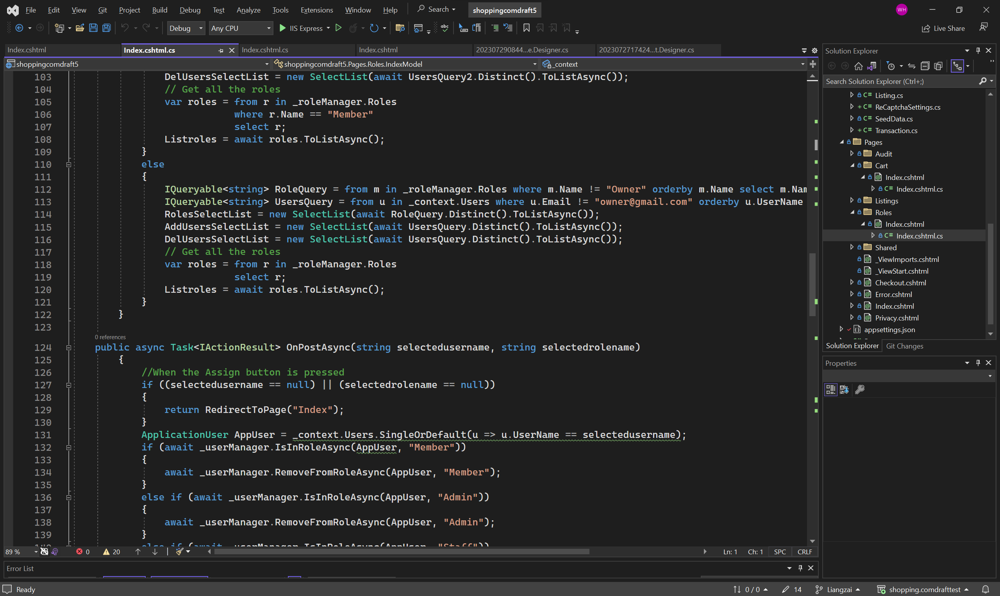 File Edit View Git Project Build Debug Test Analyze Tools Extensions Window Help Search shoppingcomdraft5 WH
Debug Any CPU IIS Express Live Share
Index.cshtml Index.cshtml.cs Index.cshtml.cs Index.cshtml 202307290844...e.Designer.cs 2023072717424...t.Designer.cs
shoppingcomdraft5 shoppingcomdraft5.Pages.Roles.IndexModel _context
103 DelUsersSelectList = new SelectList(await UsersQuery2.Distinct().ToListAsync());
104 // Get all the roles
105 var roles = from r in _roleManager.Roles
106 where r.Name == "Member"
107 select r;
108 Listroles = await roles.ToListAsync();
109 }
110 else
111 {
112 IQueryable<string> RoleQuery = from m in _roleManager.Roles where m.Name != "Owner" orderby m.Name select m.Nam
113 IQueryable<string> UsersQuery = from u in _context.Users where u.Email != "owner@gmail.com" orderby u.UserName
114 RolesSelectList = new SelectList(await RoleQuery.Distinct().ToListAsync());
115 AddUsersSelectList = new SelectList(await UsersQuery.Distinct().ToListAsync());
116 DelUsersSelectList = new SelectList(await UsersQuery.Distinct().ToListAsync());
117 // Get all the roles
118 var roles = from r in _roleManager.Roles
119 select r;
120 Listroles = await roles.ToListAsync();
121 }
122 }
123
0 references
124 public async Task<IActionResult> OnPostAsync(string selectedusername, string selectedrolename)
125 {
126 //When the Assign button is pressed
127 if ((selectedusername == null) || (selectedrolename == null))
128 {
129 return RedirectToPage("Index");
130 }
131 ApplicationUser AppUser = _context.Users.SingleOrDefault(u => u.UserName == selectedusername);
132 if (await _userManager.IsInRoleAsync(AppUser, "Member"))
133 {
134 await _userManager.RemoveFromRoleAsync(AppUser, "Member");
135 }
136 else if (await _userManager.IsInRoleAsync(AppUser, "Admin"))
137 {
138 await _userManager.RemoveFromRoleAsync(AppUser, "Admin");
139 }
140 else if (await _userManager.IsInRoleAsync(AppUser, "Staff"))
89 % 0 20 Ln: 1 Ch: 1 SPC CRLF
Error List
Solution Explorer
Search Solution Explorer (Ctrl+;)
C# Listing.cs
C# ReCaptchaSettings.cs
C# SeedData.cs
C# Transaction.cs
Pages
Audit
Cart
Index.cshtml
C# Index.cshtml.cs
Listings
Roles
Index.cshtml
C# Index.cshtml.cs
Shared
_ViewImports.cshtml
_ViewStart.cshtml
Checkout.cshtml
Error.cshtml
Index.cshtml
Privacy.cshtml
appsettings.json
Solution Explorer Git Changes
Properties
Ready 0 / 0 14 Liangzai shopping.comdrafttest